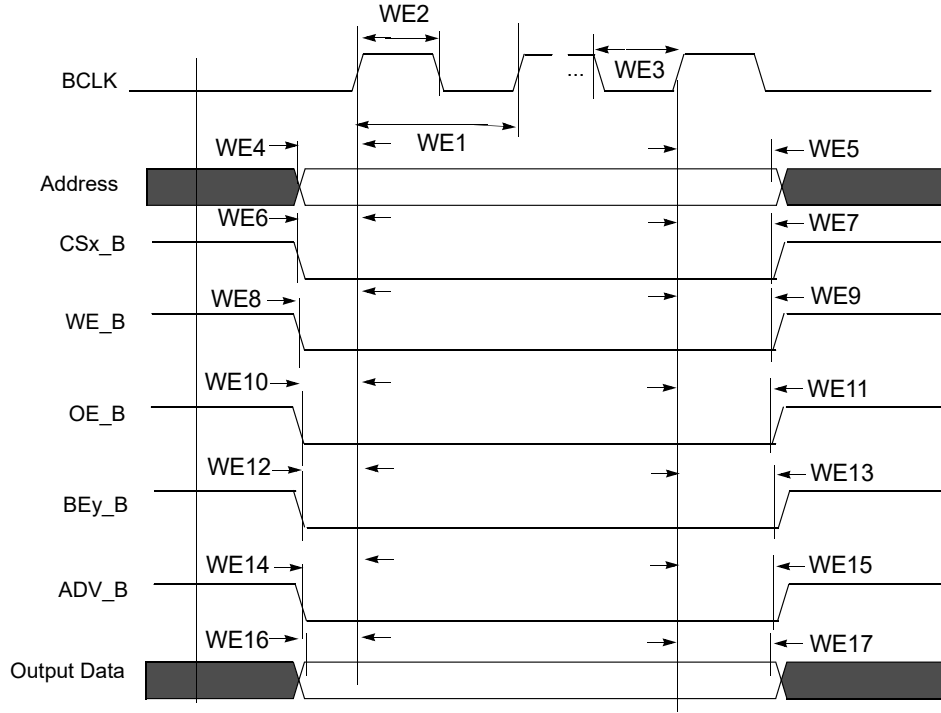 WE2
BCLK
...
WE3
WE1
WE4
WE5
Address
WE6
WE7
CSx_B
WE8
WE9
WE_B
WE10
WE11
OE_B
WE12
WE13
BEy_B
WE14
WE15
ADV_B
WE16
WE17
Output Data